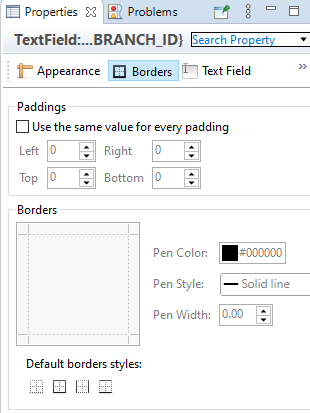 Properties Problems
TextField:...BRANCH_ID} Search Property
Appearance Borders Text Field »
Paddings
Use the same value for every padding
Left 0 Right 0
Top 0 Bottom 0
Borders
Pen Color: #000000
Pen Style: Solid line
Pen Width: 0.00
Default borders styles: